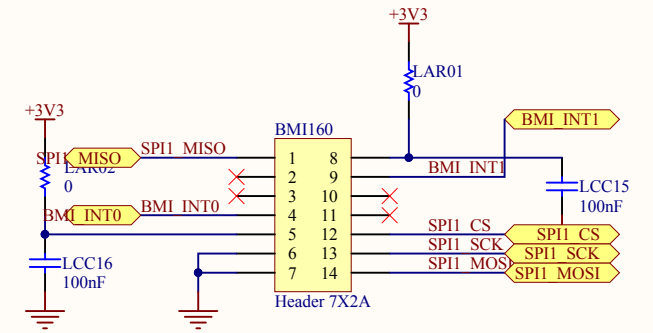 +3V3
LAR01
0
+3V3
BMI160
BMI_INT1
SPI1_MISO
SPI1_MISO
LAR02
0
1 8
2 9
BMI_INT1
3 10
LCC15
100nF
BMI_INT0
BMI_INT0
4 11
5 12
SPI1_CS
SPI1_CS
6 13
SPI1_SCK
SPI1_SCK
LCC16
100nF
7 14
SPI1_MOSI
SPI1_MOSI
Header 7X2A